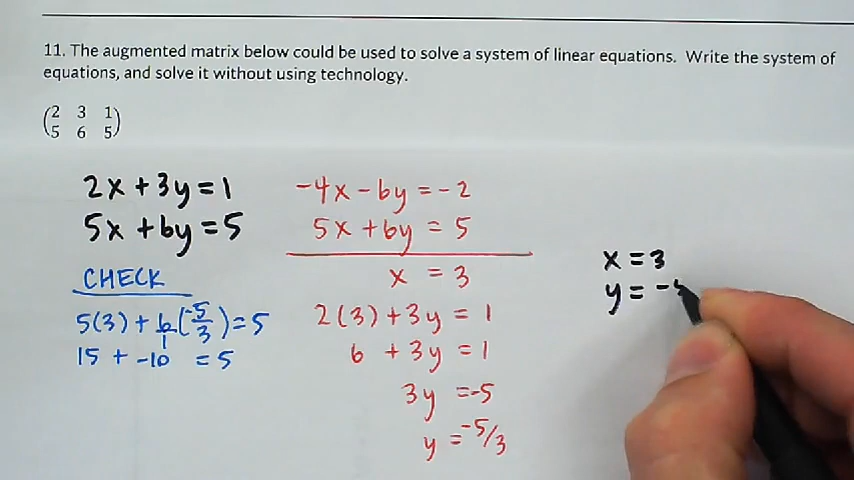 11. The augmented matrix below could be used to solve a system of linear equations. Write the system of
equations, and solve it without using technology.
(2 3 1
5 6 5)
2x + 3y = 1
5x + 6y = 5
CHECK
5(3) + 6/1(-5/3) = 5
15 + -10 = 5
-4x - 6y = -2
5x + 6y = 5
x = 3
2(3) + 3y = 1
6 + 3y = 1
3y = -5
y = -5/3
x = 3
y = -5